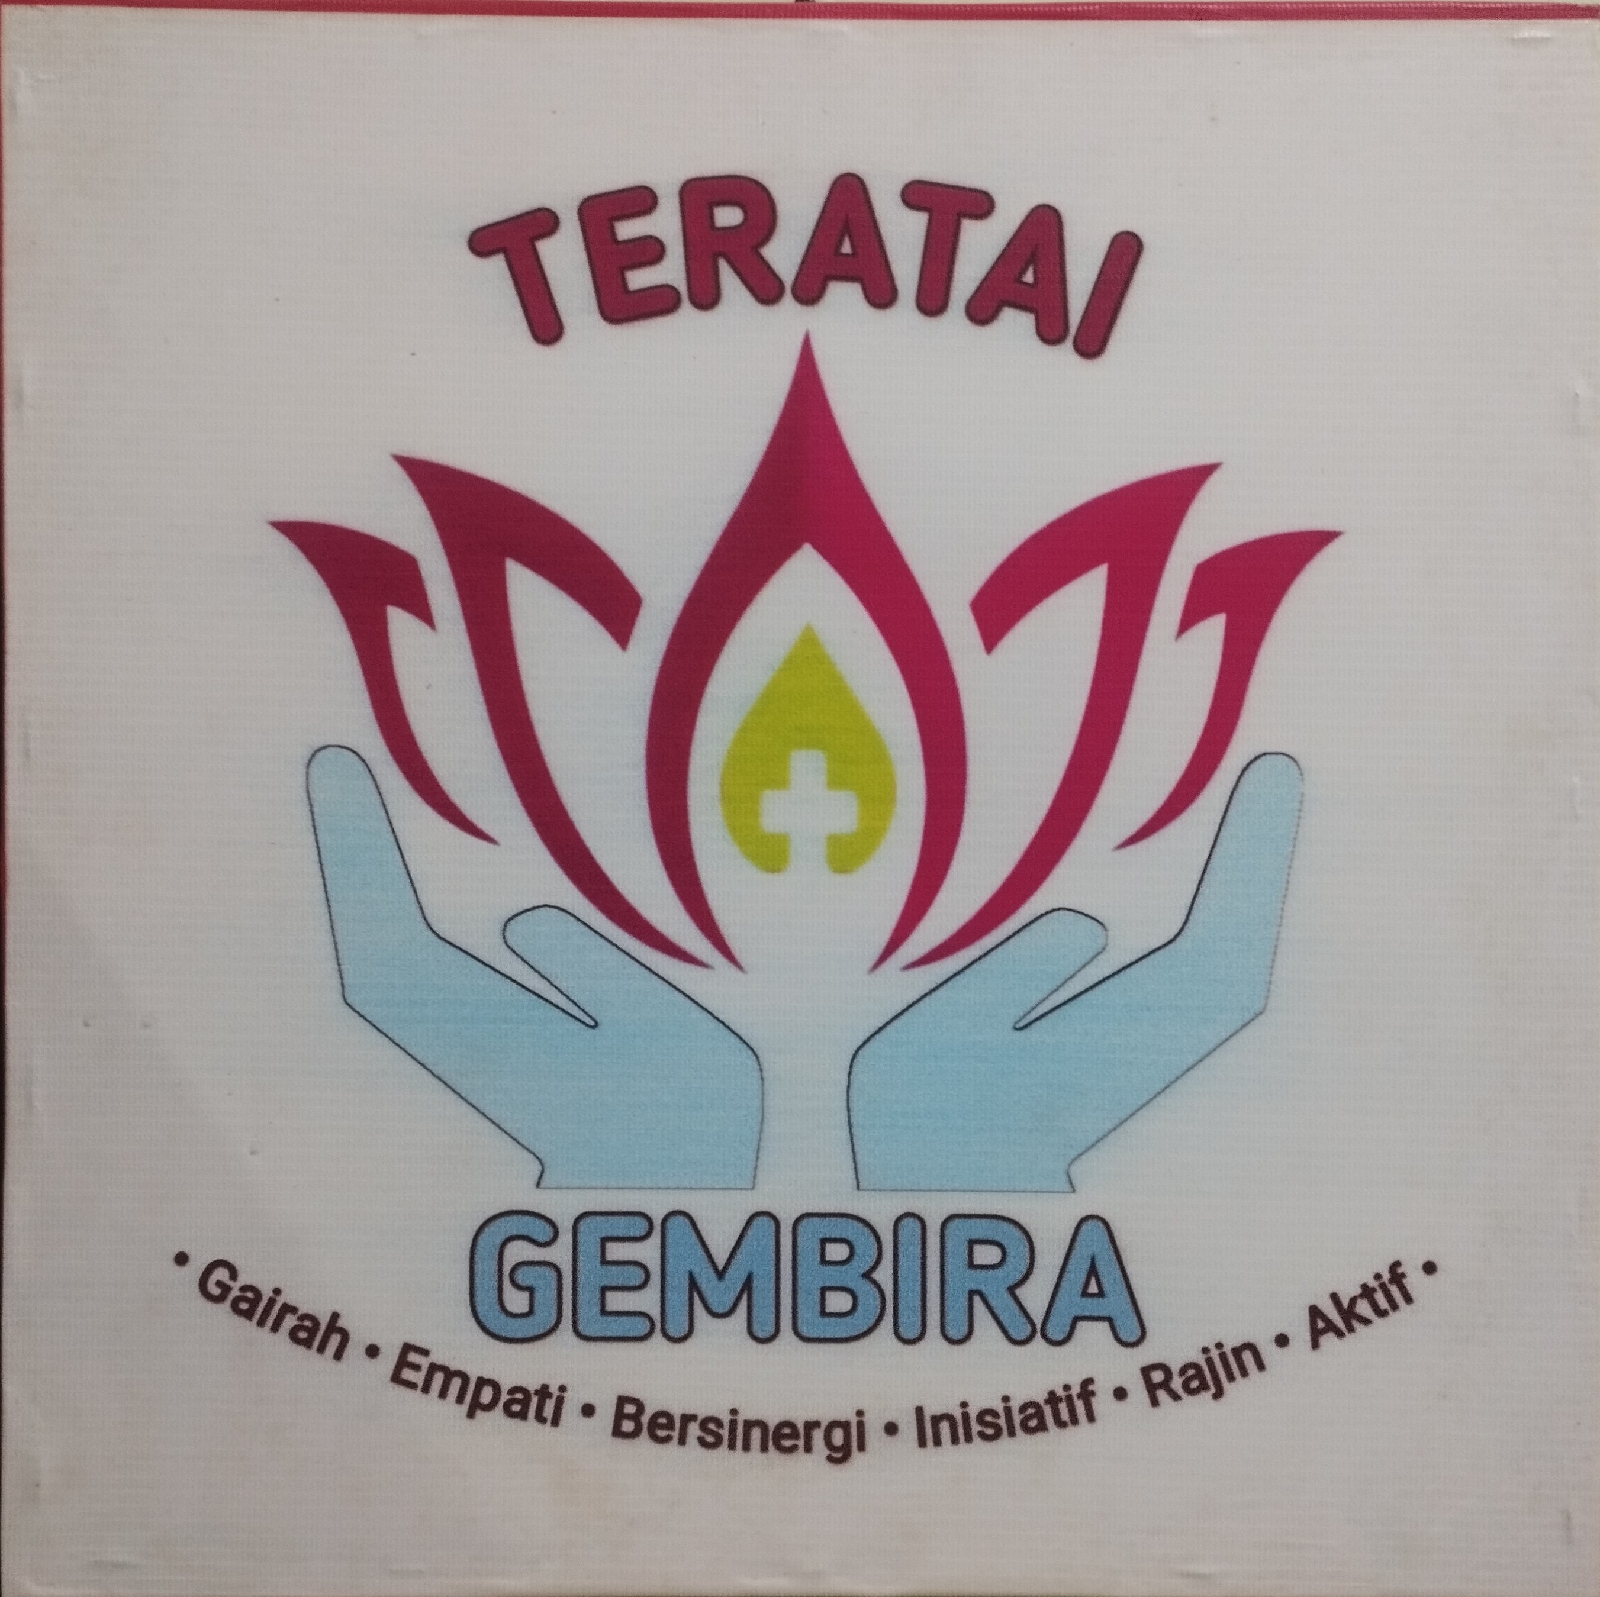 TERATAI
GEMBIRA
• Gairah • Empati • Bersinergi • Inisiatif • Rajin • Aktif •